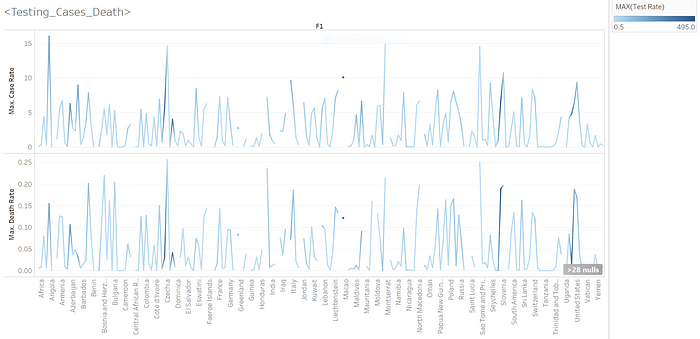 <Testing_Cases_Death>
F1
MAX(Test Rate)
0.5 495.0
Max. Case Rate
15
10
5
0
Max. Death Rate
0.25
0.20
0.15
0.10
0.05
0.00
>28 nulls
Africa
Angola
Armenia
Azerbaijan
Barbados
Benin
Bosnia and Herz..
Bulgaria
Cameroon
Central African R..
Colombia
Cote d'Ivoire
Czechia
Dominica
El Salvador
Eswatini
Faeroe Islands
France
Germany
Greenland
Guinea
Honduras
India
Iraq
Italy
Jordan
Kuwait
Lebanon
Liechtenstein
Macao
Maldives
Mauritania
Moldova
Montserrat
Namibia
Nicaragua
North Macedonia
Oman
Papua New Guin..
Poland
Russia
Saint Lucia
Sao Tome and Pri..
Seychelles
Slovenia
South America
Sri Lanka
Switzerland
Tanzania
Trinidad and Tob..
Uganda
United States
Vatican
Yemen